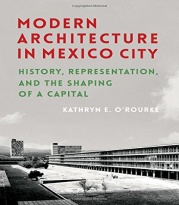 MODERN
ARCHITECTURE
IN MEXICO CITY
HISTORY, REPRESENTATION,
AND THE SHAPING
OF A CAPITAL
KATHRYN E. O'ROURKE